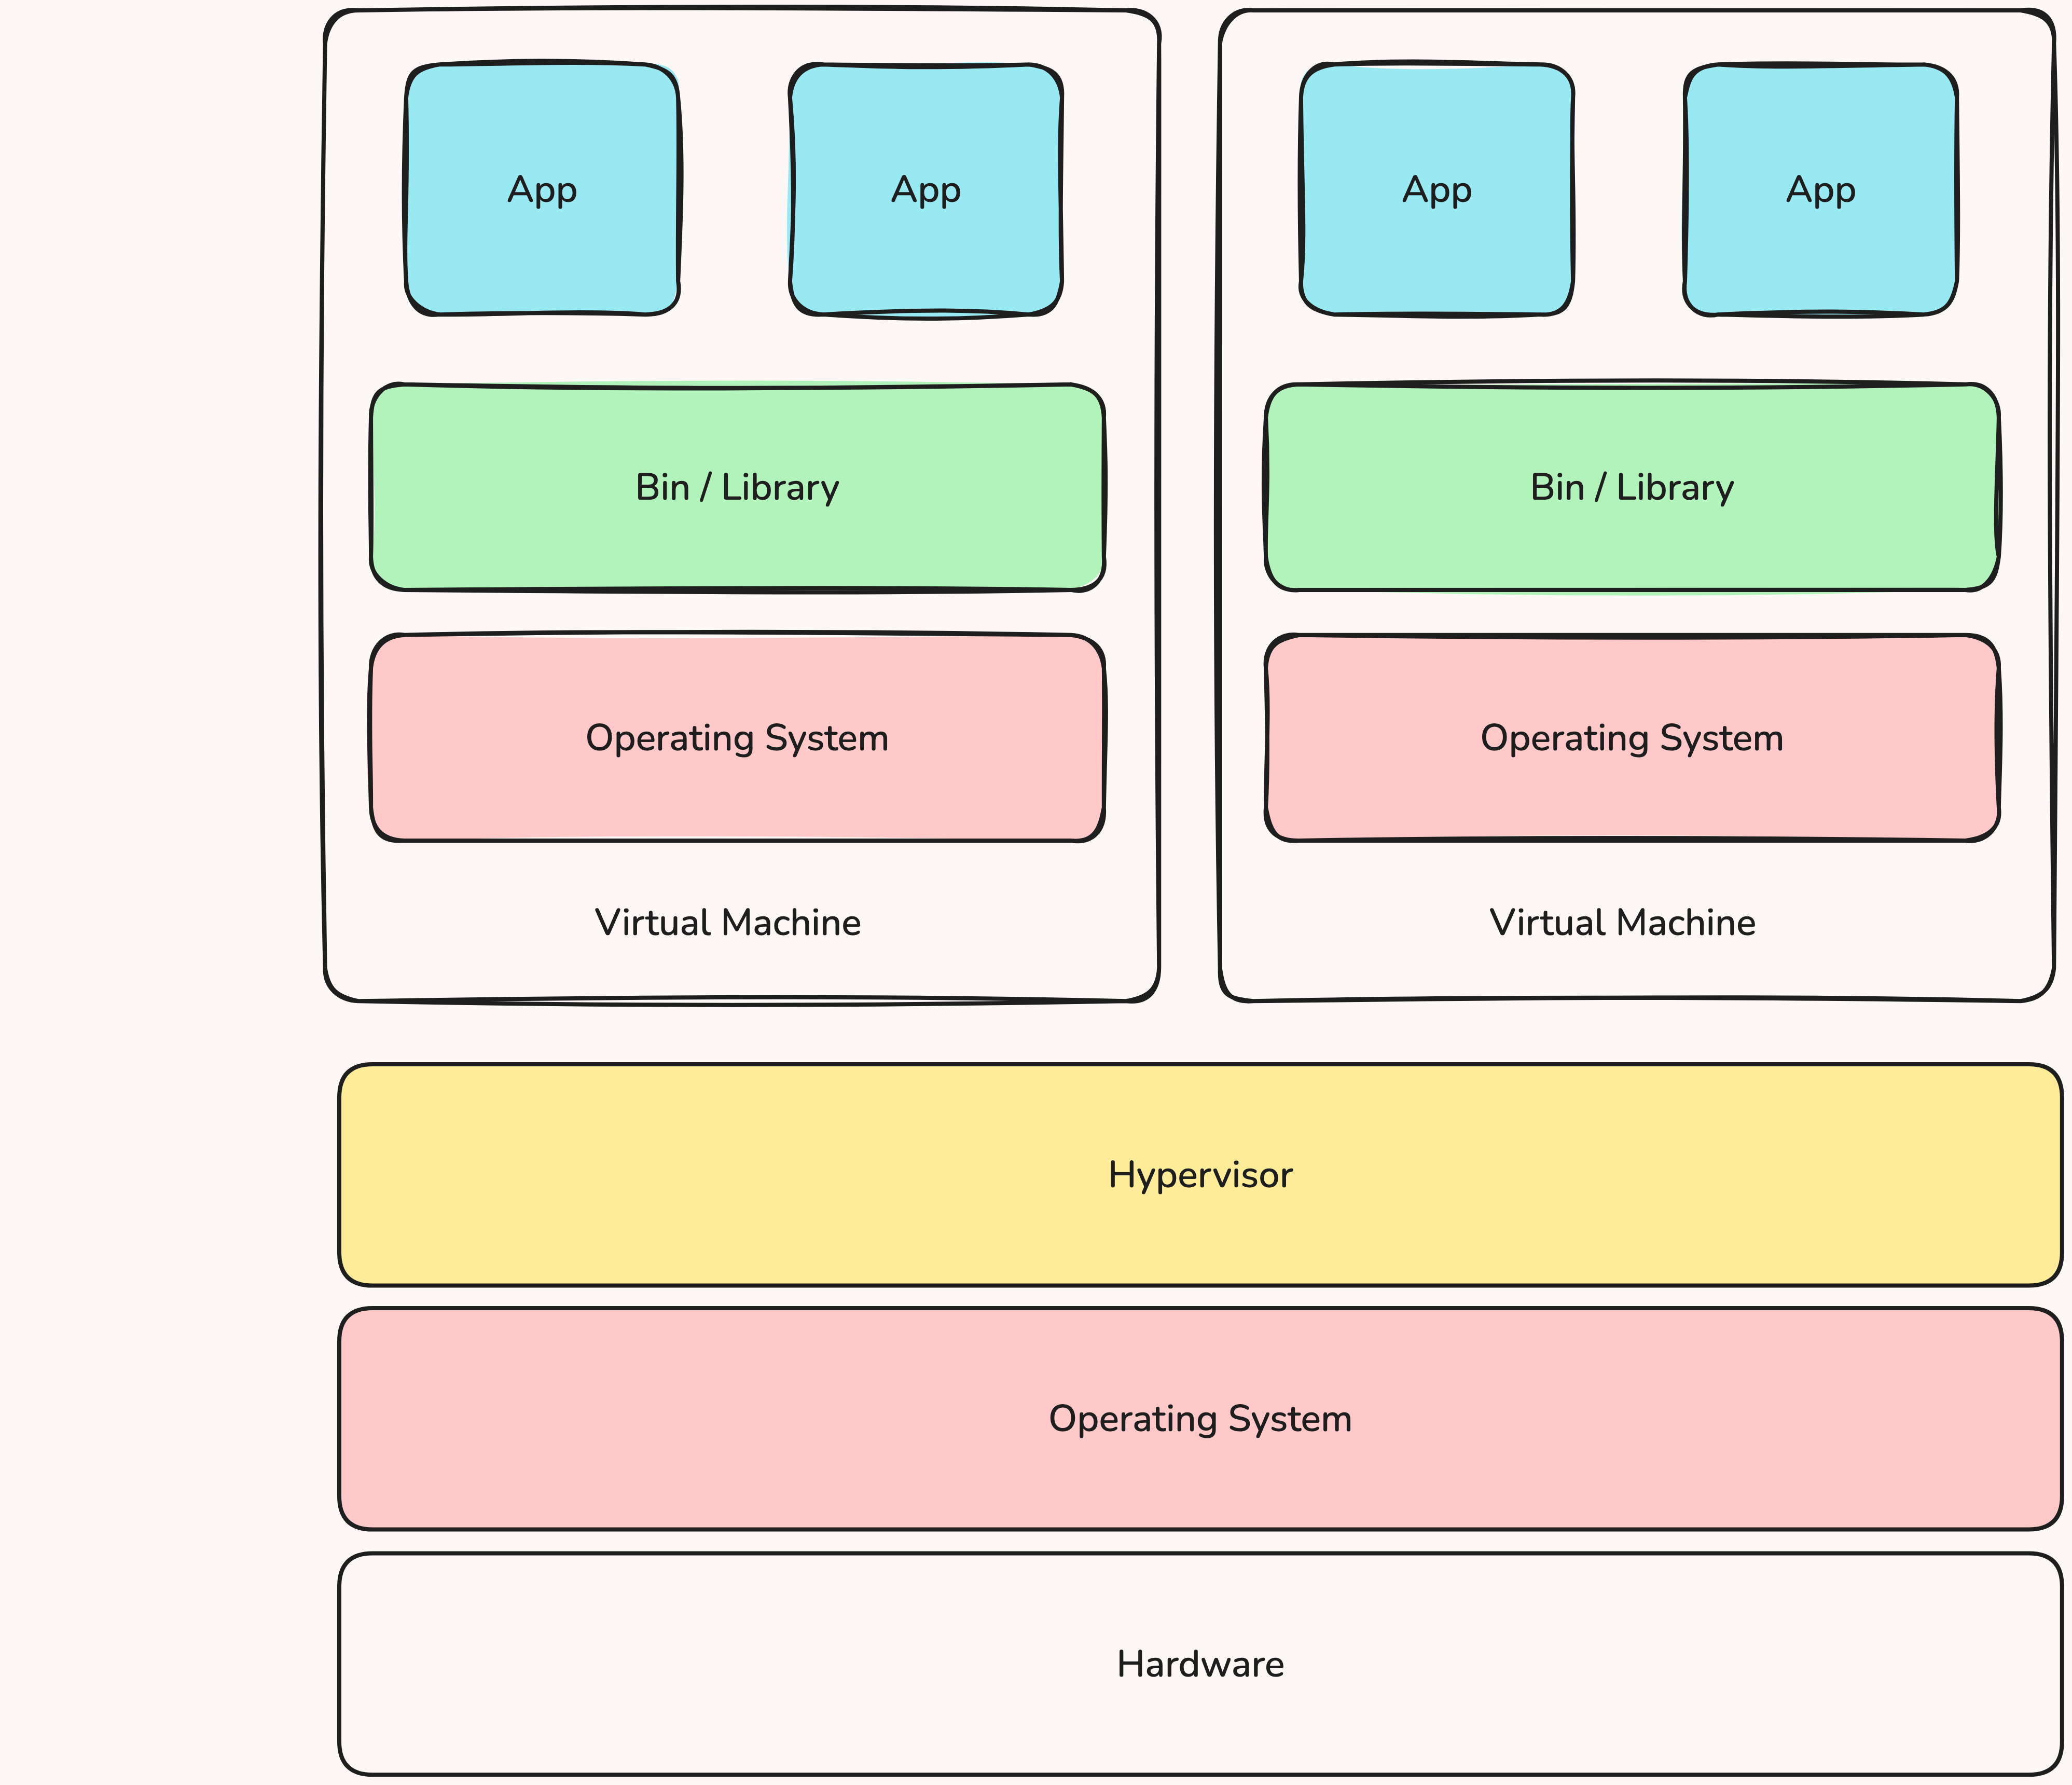 App
App
App
App
Bin / Library
Bin / Library
Operating System
Operating System
Virtual Machine
Virtual Machine
Hypervisor
Operating System
Hardware